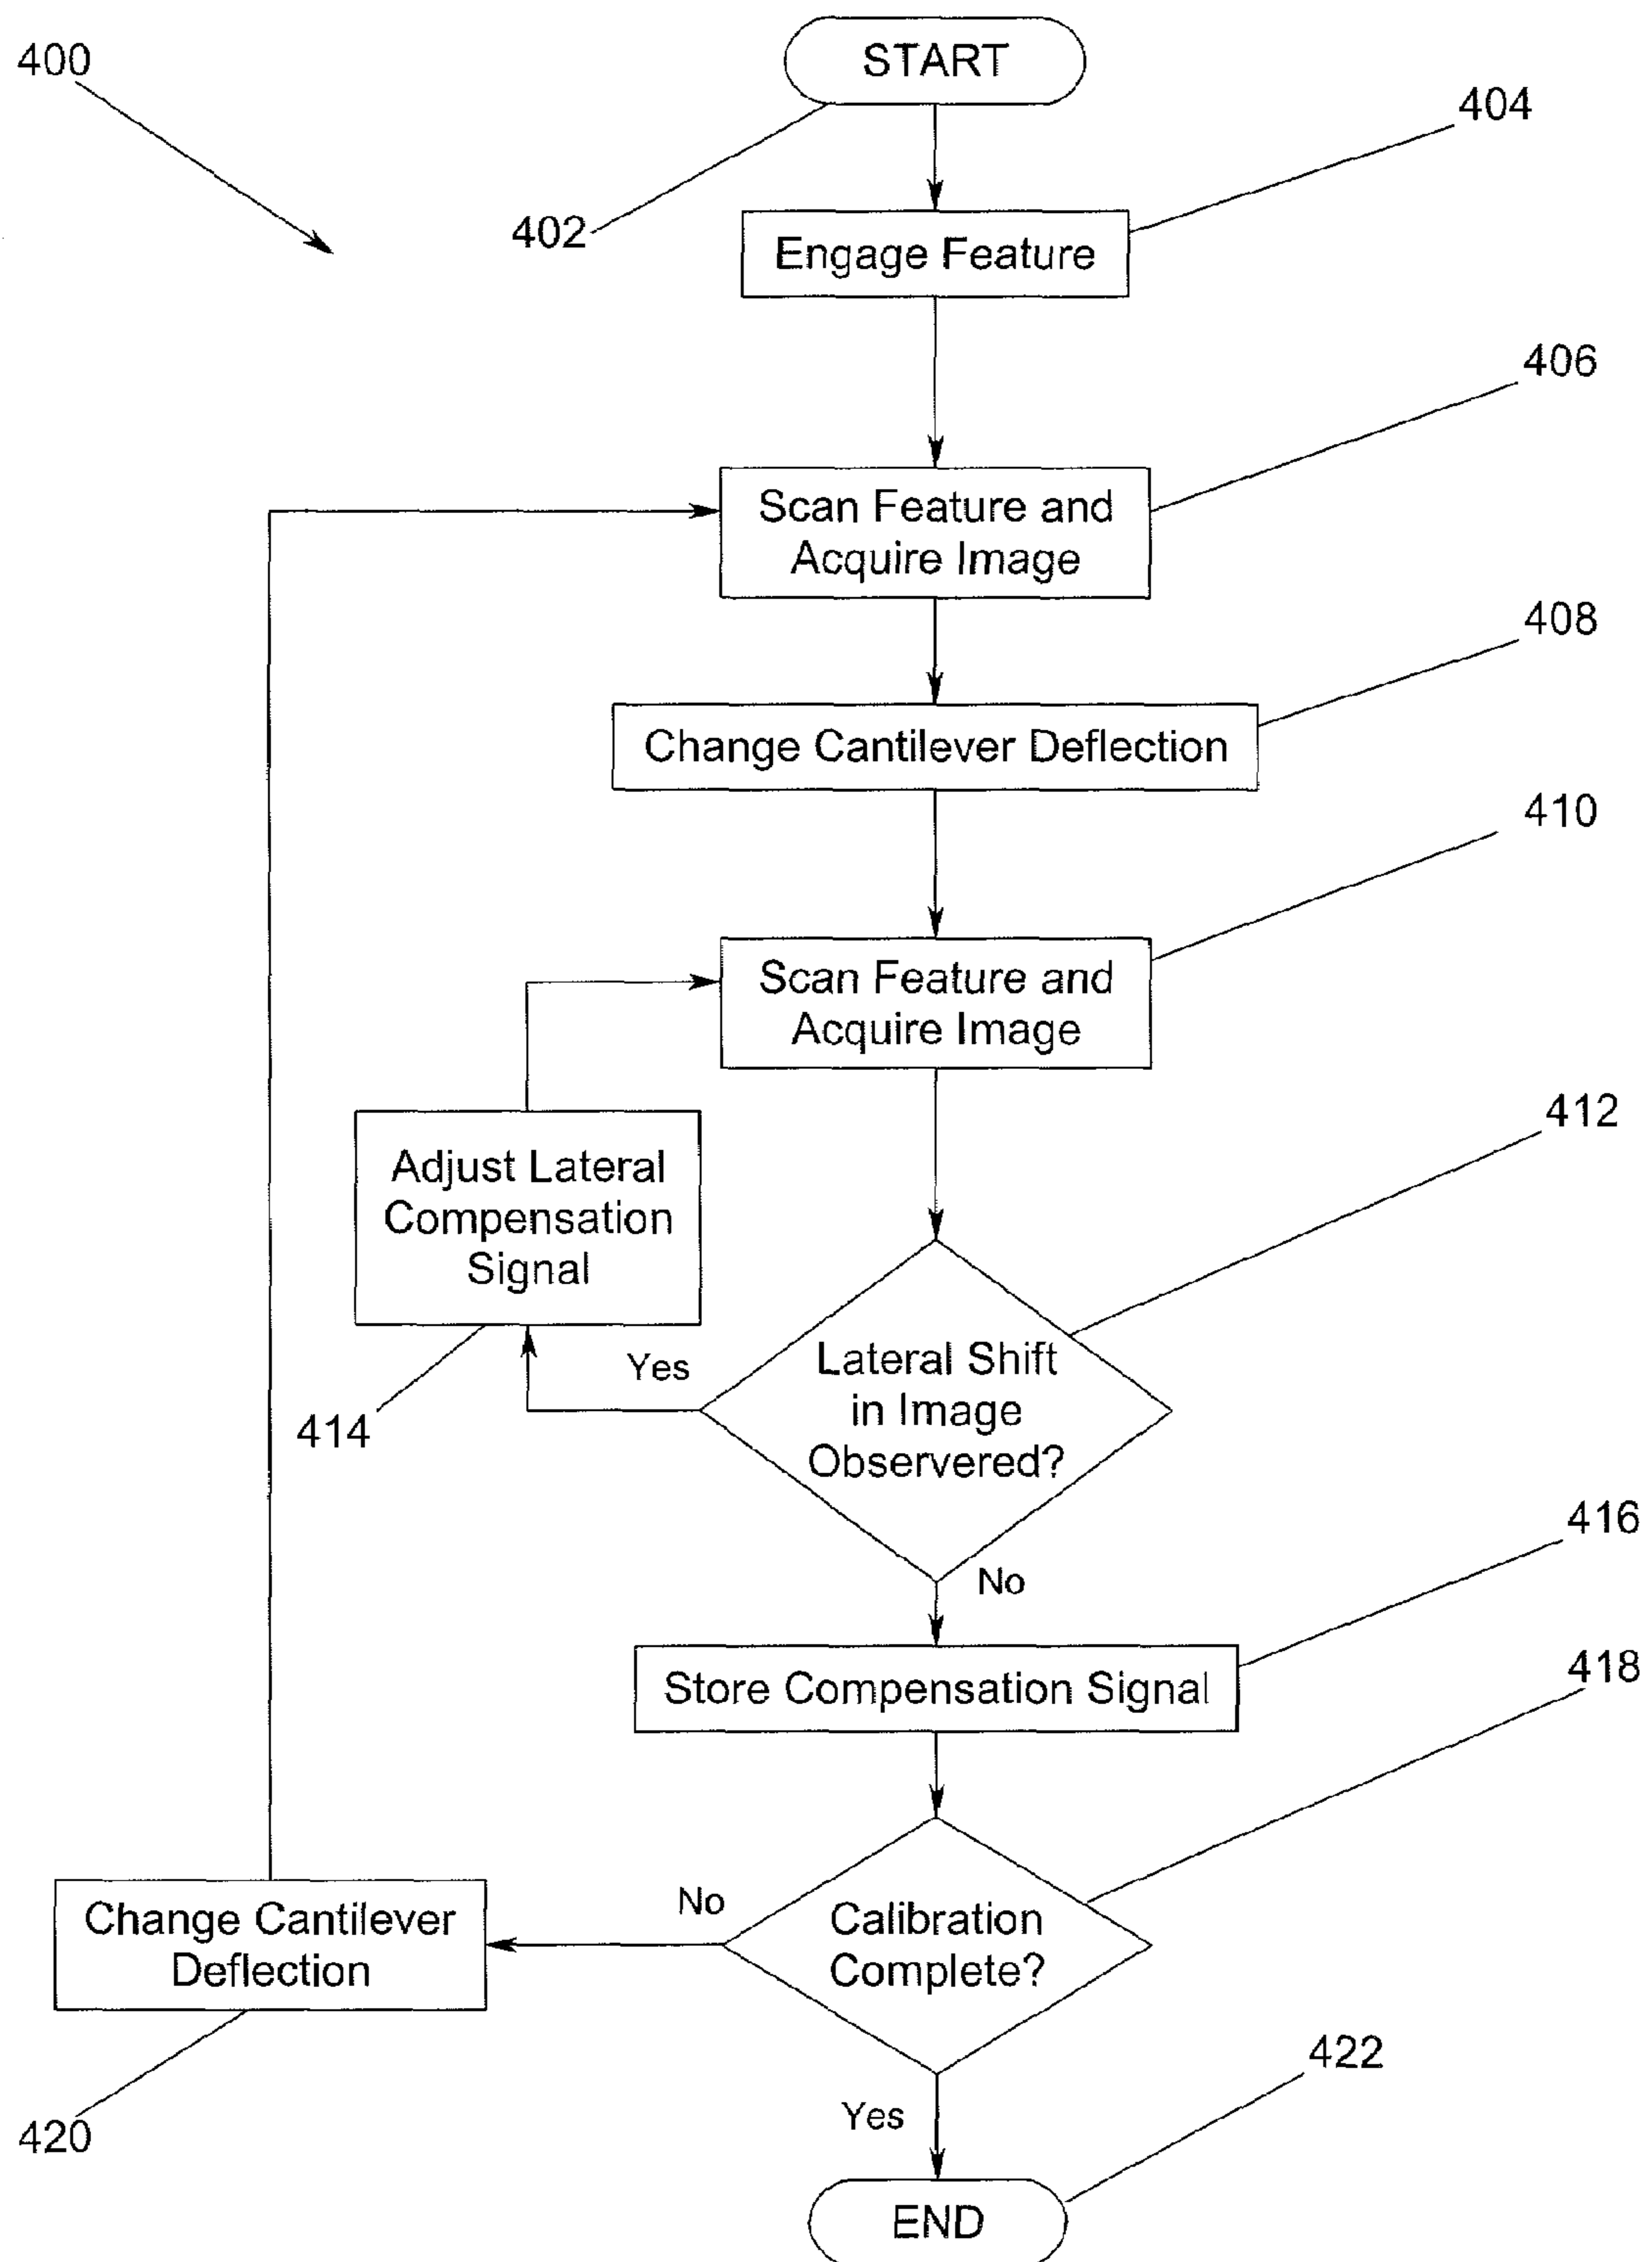 START
400
404
402
Engage Feature
406
Scan Feature and
Acquire Image
408
Change Cantilever Deflection
410
Scan Feature and
Acquire Image
412
Adjust Lateral
Compensation
Signal
Yes
Lateral Shift
in Image
Observered?
414
416
No
Store Compensation Signal
418
No
Change Cantilever
Deflection
Calibration
Complete?
422
Yes
420
END